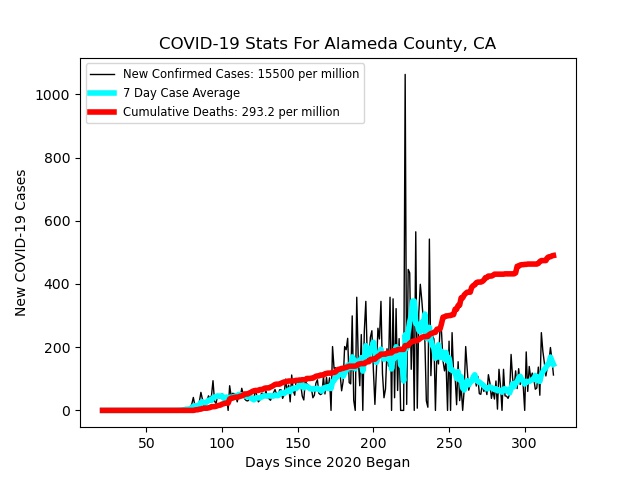 COVID-19 Stats For Alameda County, CA
New Confirmed Cases: 15500 per million
7 Day Case Average
Cumulative Deaths: 293.2 per million
New COVID-19 Cases
1000
800
600
400
200
0
50 100 150 200 250 300
Days Since 2020 Began